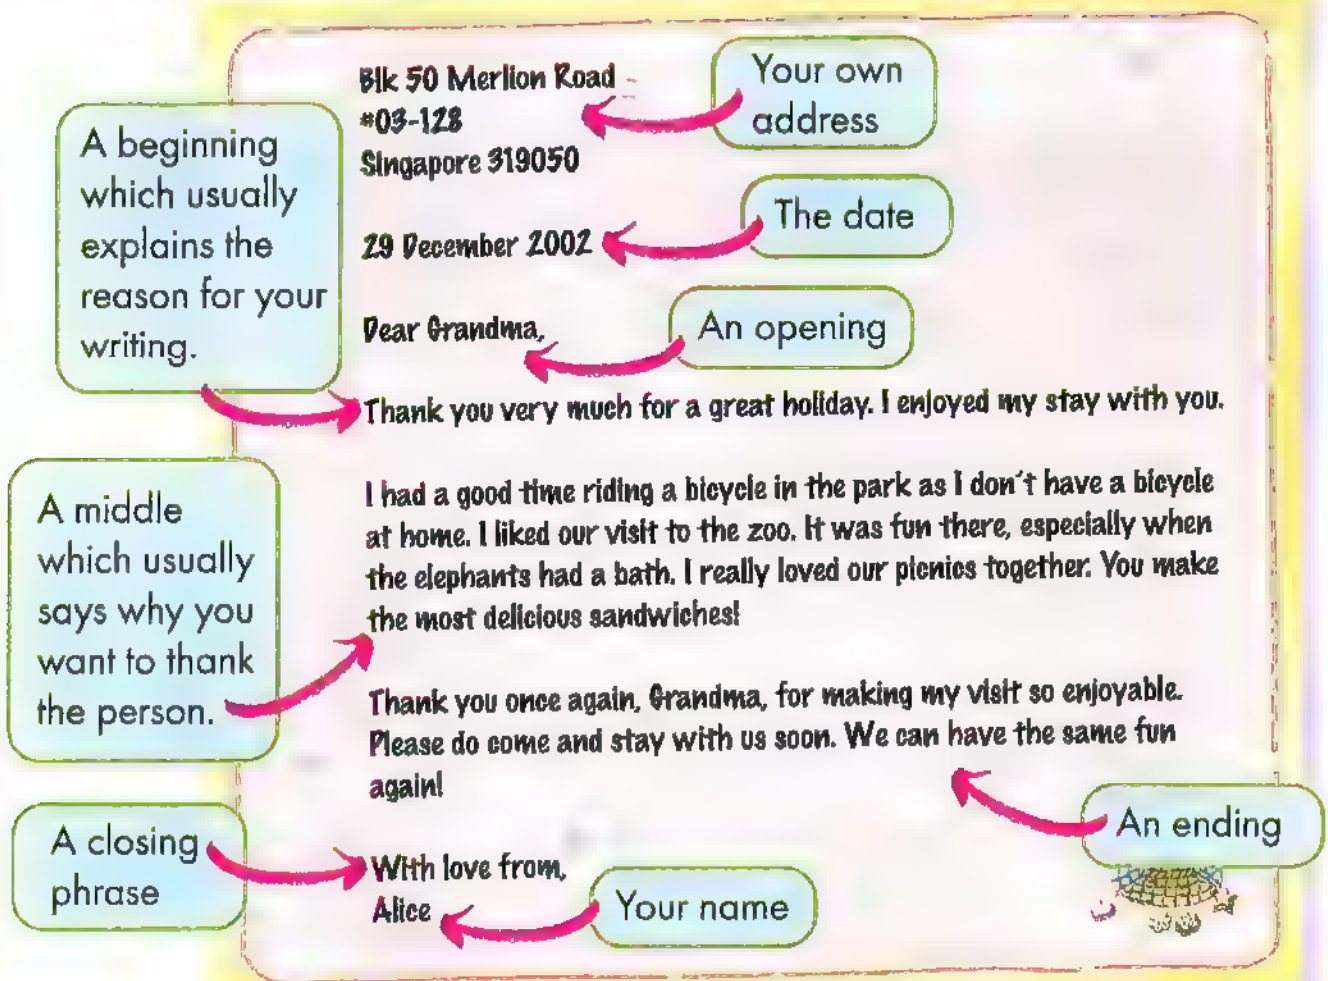 Blk 50 Merlion Road
#03-128
Singapore 319050
Your own
address
29 December 2002
The date
Dear Grandma,
An opening
A beginning
which usually
explains the
reason for your
writing.
Thank you very much for a great holiday. I enjoyed my stay with you.
A middle
which usually
says why you
want to thank
the person.
I had a good time riding a bicycle in the park as I don't have a bicycle
at home. I liked our visit to the zoo. It was fun there, especially when
the elephants had a bath. I really loved our picnics together. You make
the most delicious sandwiches!
Thank you once again, Grandma, for making my visit so enjoyable.
Please do come and stay with us soon. We can have the same fun
again!
An ending
A closing
phrase
With love from,
Alice
Your name